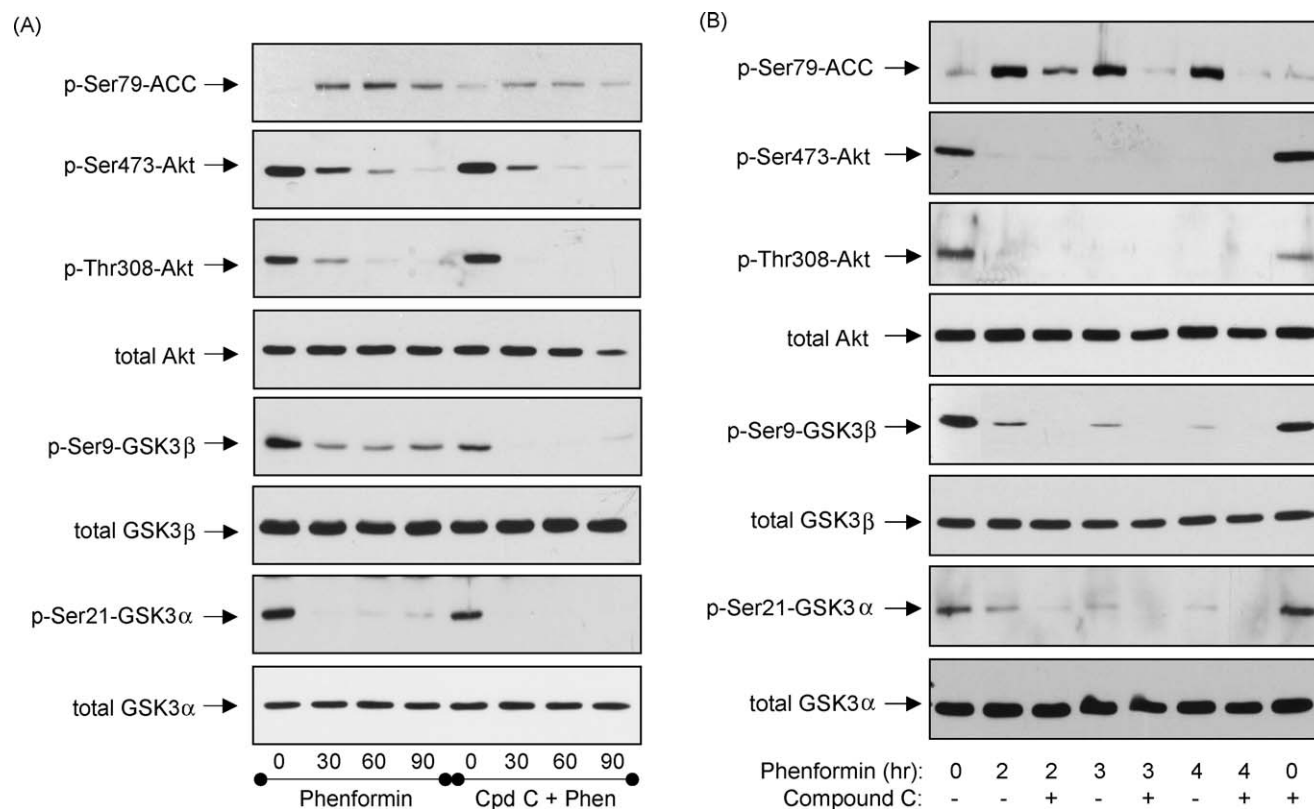 (A)
p-Ser79-ACC
p-Ser473-Akt
p-Thr308-Akt
total Akt
p-Ser9-GSK3β
total GSK3β
p-Ser21-GSK3α
total GSK3α
0 30 60 90 0 30 60 90
Phenformin Cpd C + Phen
(B)
p-Ser79-ACC
p-Ser473-Akt
p-Thr308-Akt
total Akt
p-Ser9-GSK3β
total GSK3β
p-Ser21-GSK3α
total GSK3α
Phenformin (hr): 0 2 2 3 3 4 4 0
Compound C: - - + - + - + +